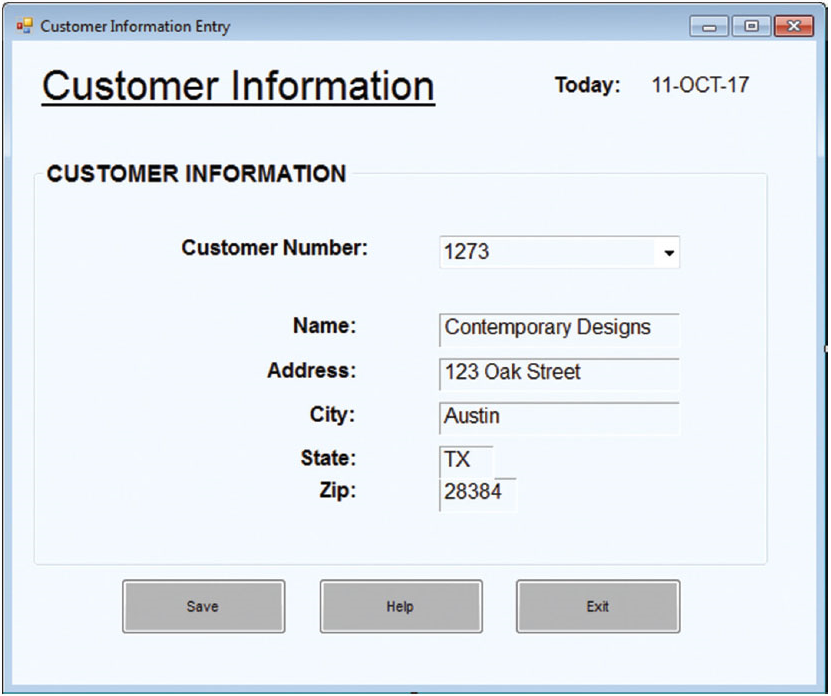 Customer Information Entry
Customer Information
Today: 11-OCT-17
CUSTOMER INFORMATION
Customer Number: 1273
Name: Contemporary Designs
Address: 123 Oak Street
City: Austin
State: TX
Zip: 28384
Save Help Exit